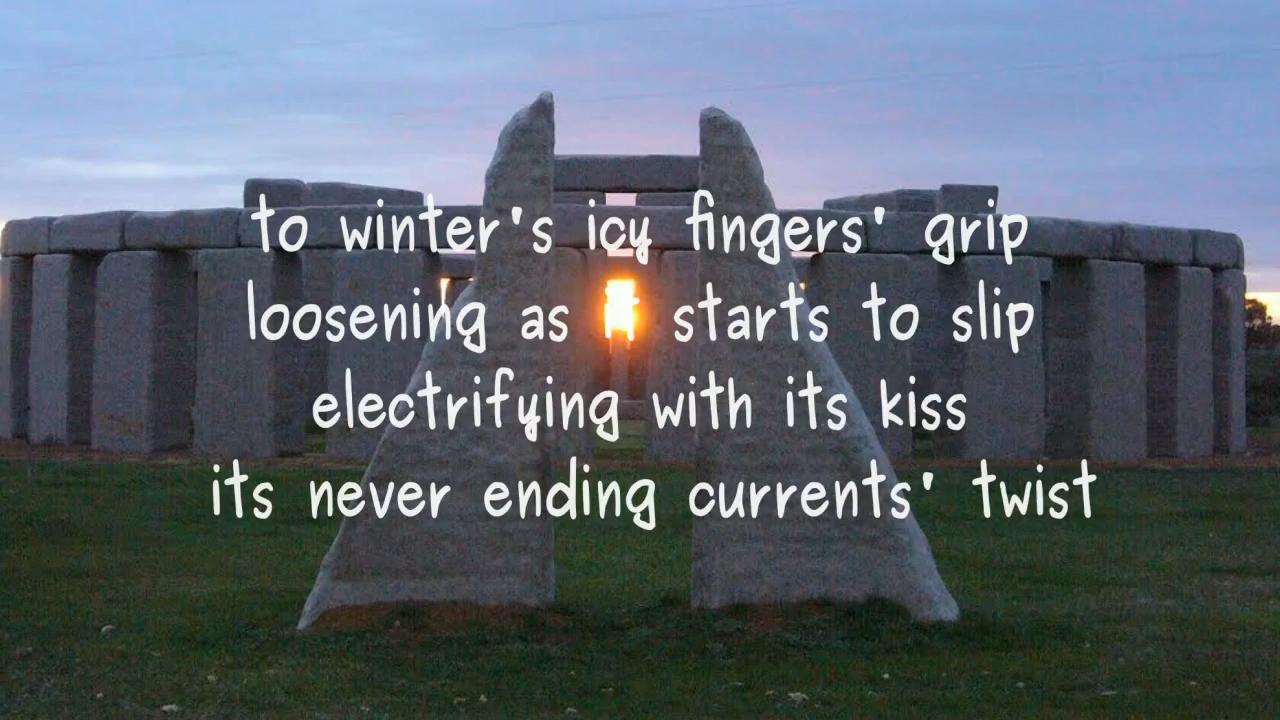 to winter's icy fingers' grip
loosening as it starts to slip
electrifying with its kiss
its never ending currents' twist